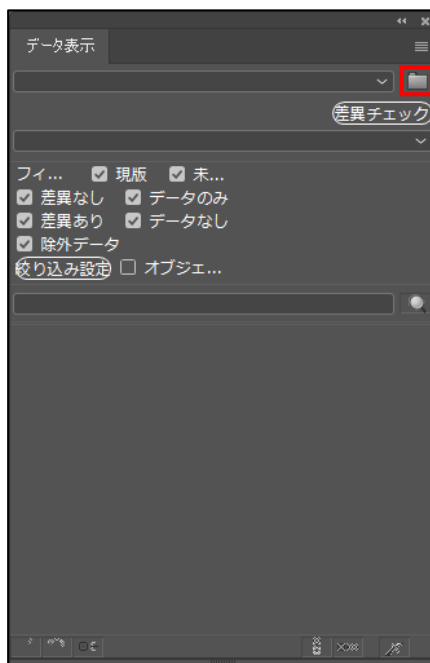 データ表示
差異チェック
フィ... 現版 未...
差異なし データのみ
差異あり データなし
除外データ
絞り込み設定 オブジェ...